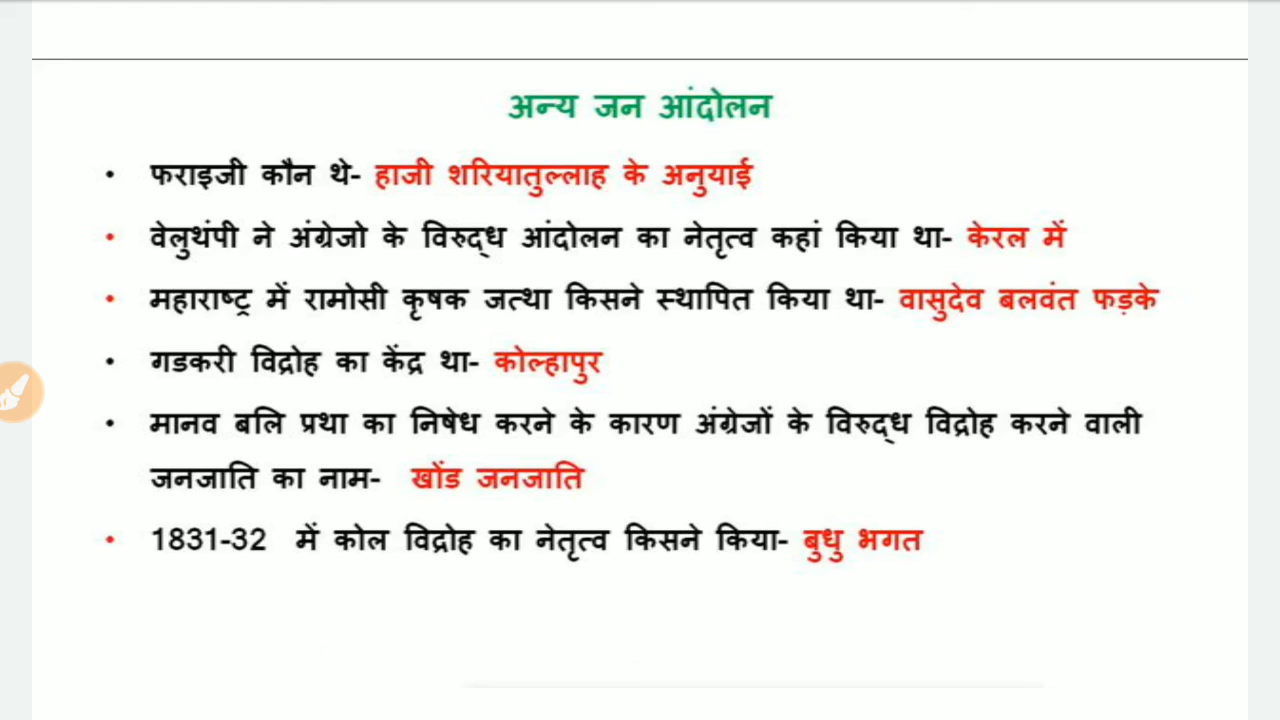 अन्य जन आंदोलन
• फराइजी कौन थे- हाजी शरियातुल्लाह के अनुयाई
• वेलुथंपी ने अंग्रेजो के विरुद्ध आंदोलन का नेतृत्व कहां किया था- केरल में
• महाराष्ट्र में रामोसी कृषक जत्था किसने स्थापित किया था- वासुदेव बलवंत फड़के
• गडकरी विद्रोह का केंद्र था- कोल्हापुर
• मानव बलि प्रथा का निषेध करने के कारण अंग्रेजों के विरुद्ध विद्रोह करने वाली
जनजाति का नाम- खोंड जनजाति
• 1831-32 में कोल विद्रोह का नेतृत्व किसने किया- बुधु भगत